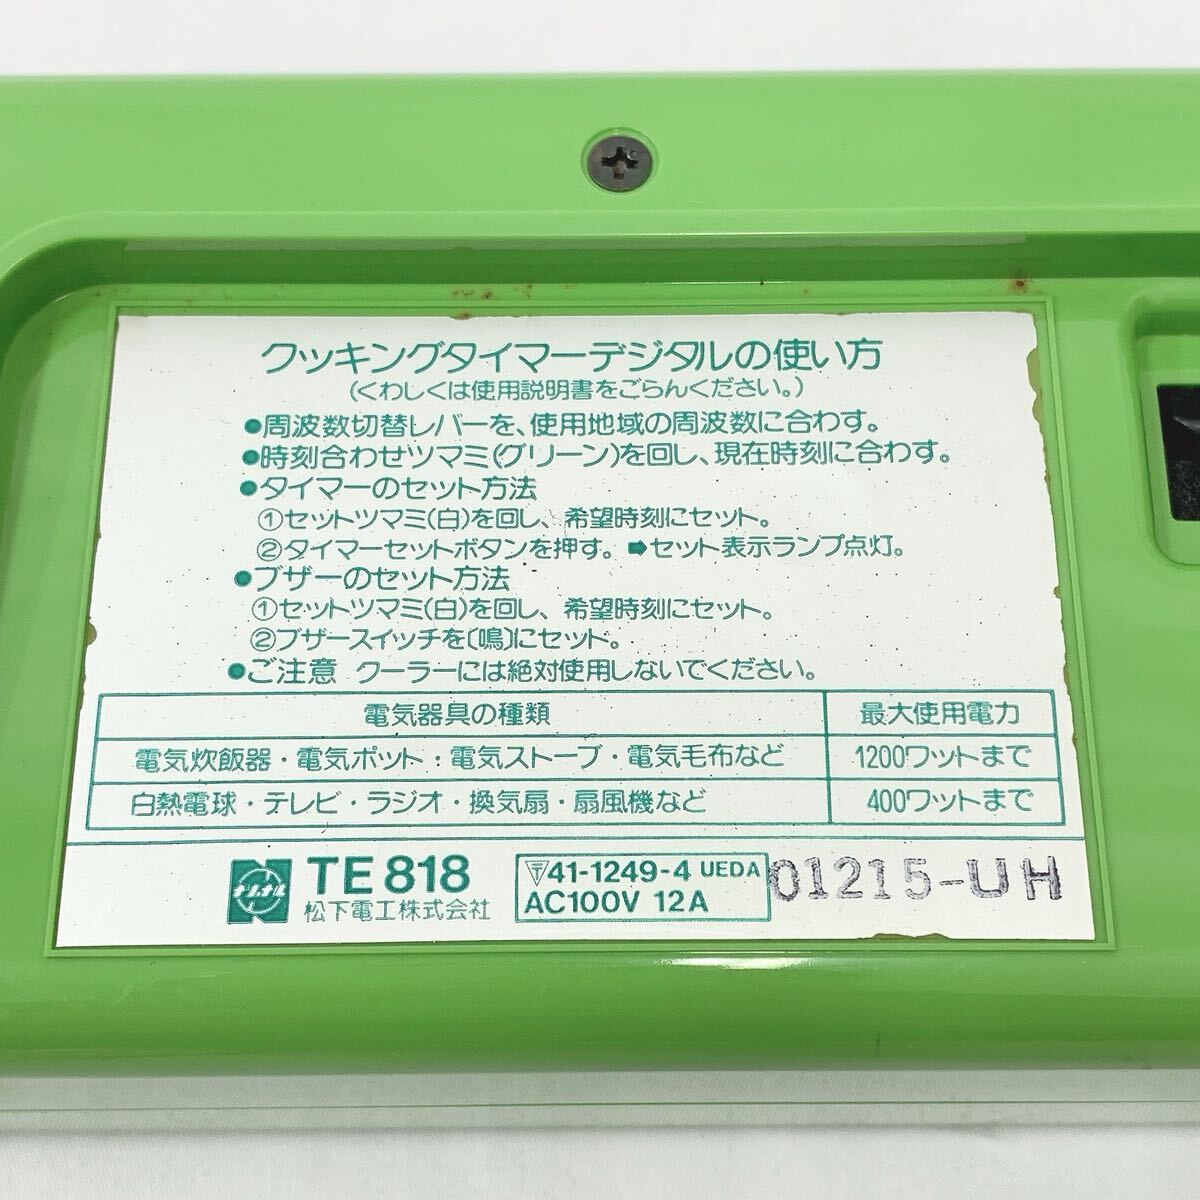 クッキングタイマーデジタルの使い方
(くわしくは使用説明書をごらんください。)
●周波数切替レバーを、使用地域の周波数に合わす。
●時刻合わせツマミ(グリーン)を回し、現在時刻に合わす。
●タイマーのセット方法
①セットツマミ(白)を回し、希望時刻にセット。
②タイマーセットボタンを押す。➡セット表示ランプ点灯。
●ブザーのセット方法
①セットツマミ(白)を回し、希望時刻にセット。
②ブザースイッチを〔鳴〕にセット。
●ご注意 クーラーには絶対使用しないでください。
電気器具の種類 最大使用電力
電気炊飯器・電気ポット・電気ストーブ・電気毛布など 1200ワットまで
白熱電球・テレビ・ラジオ・換気扇・扇風機など 400ワットまで
ナショナル TE818 〒41-1249-4 UEDA 01215-UH
松下電工株式会社 AC100V 12A